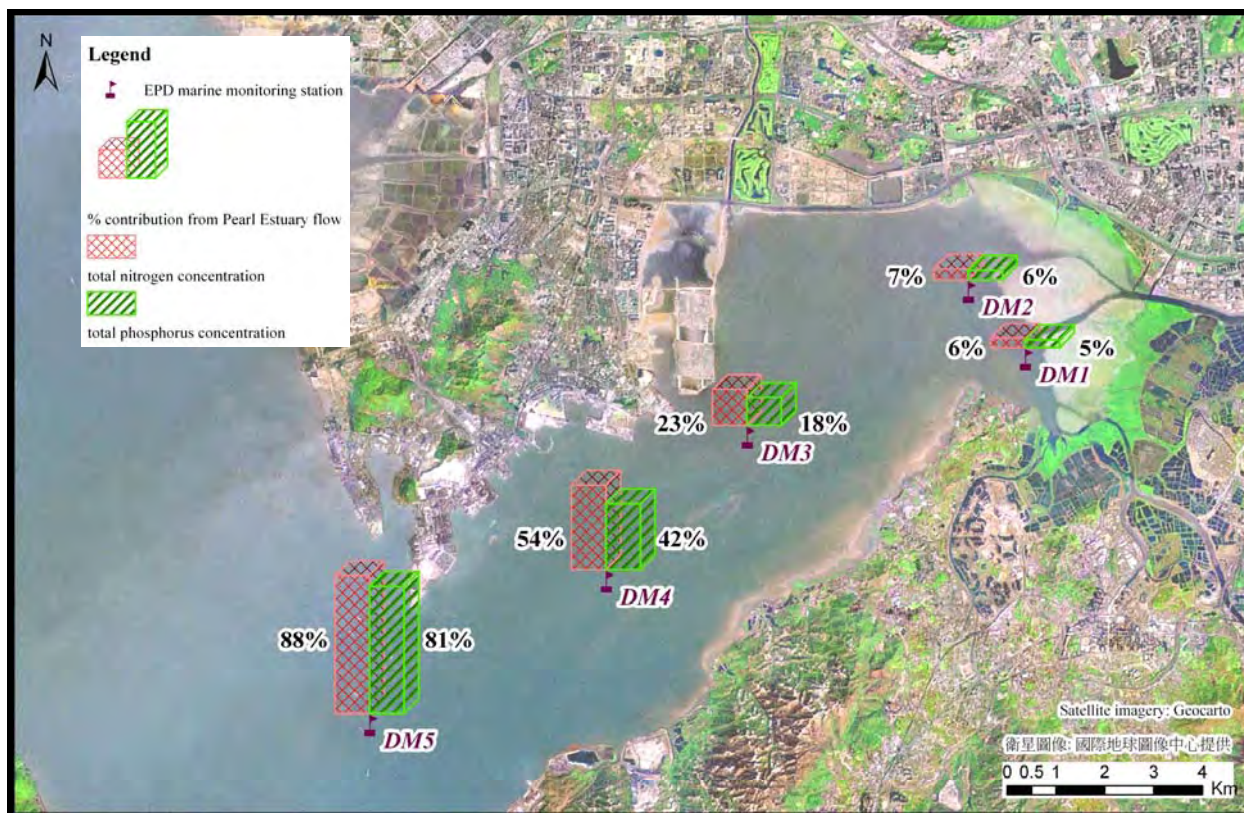 N
Legend
EPD marine monitoring station
% contribution from Pearl Estuary flow
total nitrogen concentration
total phosphorus concentration
7%
6%
DM2
6%
5%
DM1
23%
18%
DM3
54%
42%
DM4
88%
81%
DM5
Satellite imagery: Geocarto
衛星圖像: 國際地球圖像中心提供
0 0.5 1 2 3 4
Km